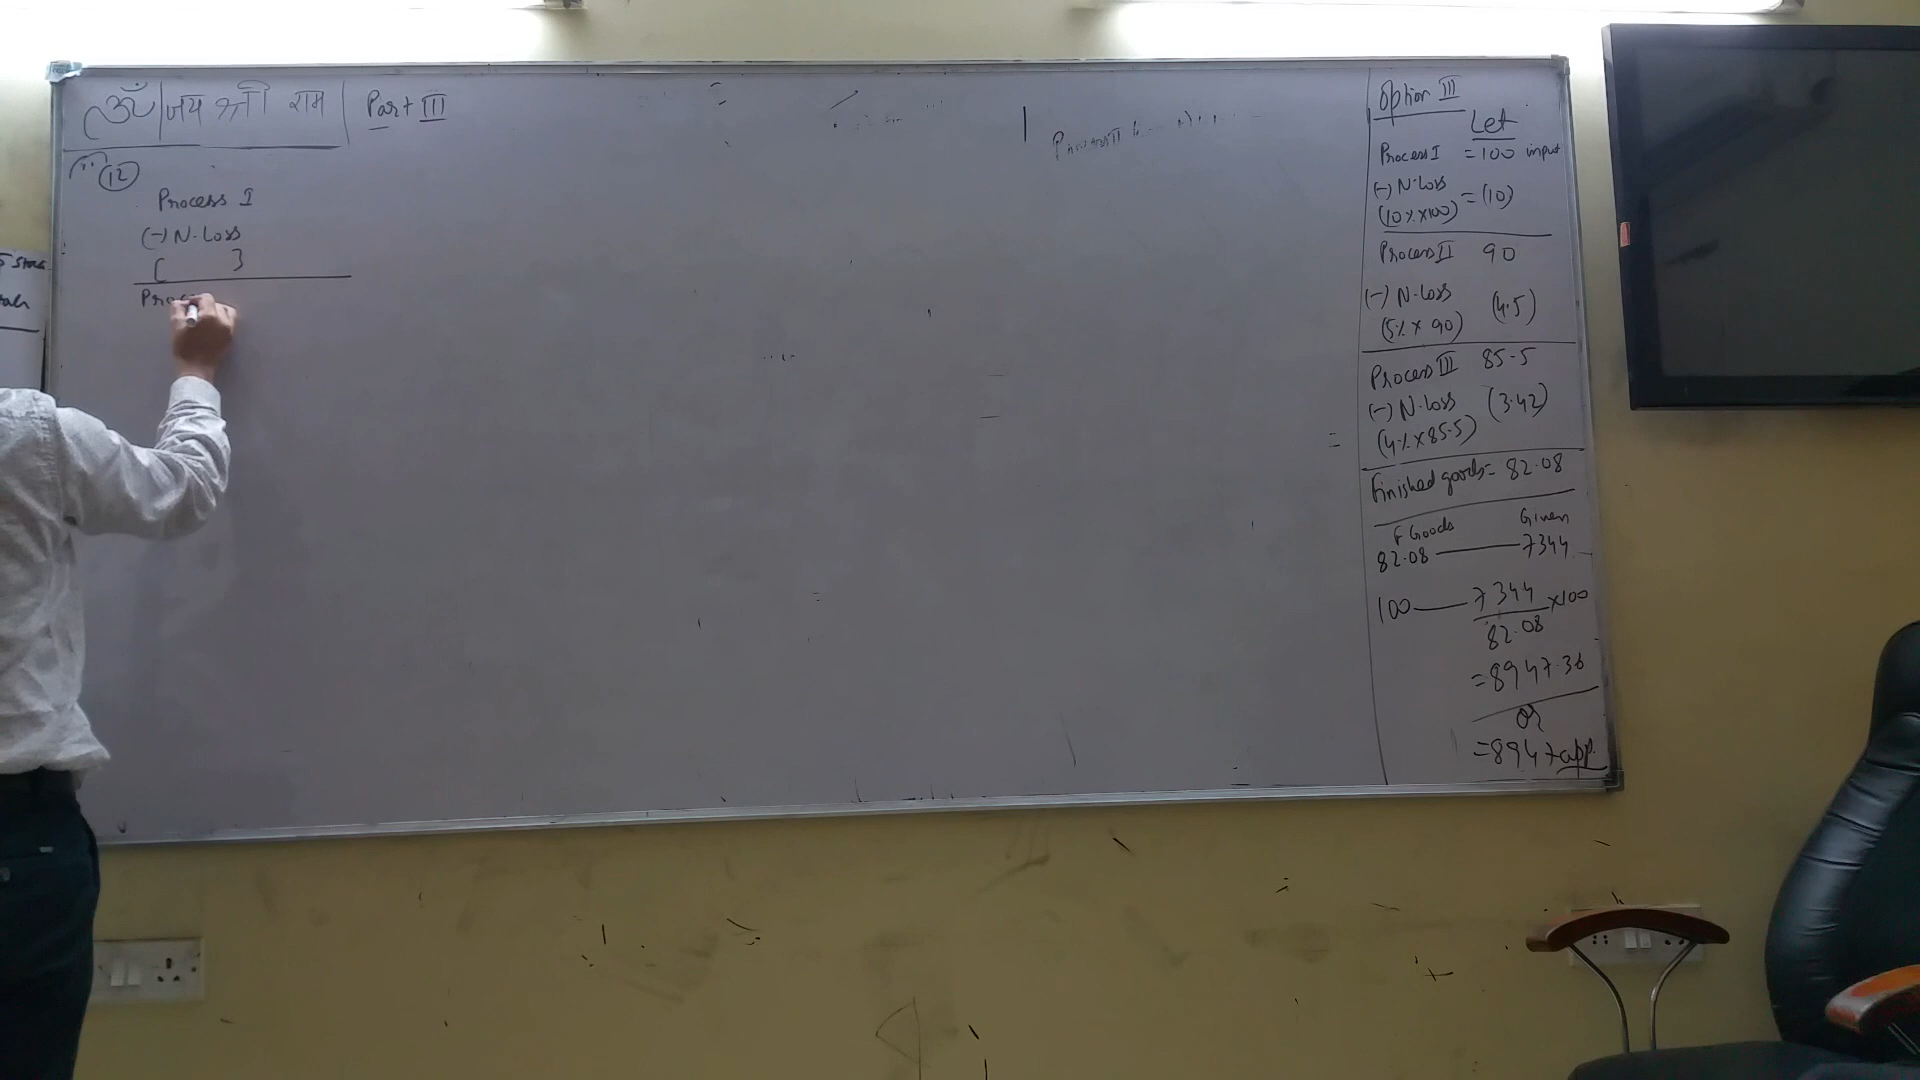 ॐ | जय श्री राम | Part III
(12)
Process I
(-) N.Loss
[ }
Proc
Option III
Let
Process I = 100 input
(-) N.Loss
(10%×100) = (10)
Process II 90
(-) N.Loss
(5% × 90) (4.5)
Process III 85.5
(-) N.Loss (3.42)
(4%×85.5)
Finished goods = 82.08
F Goods Given
82.08 — 7344
100 — 7344 ×100
82.08
= 8947.36
or
= 8947 app.